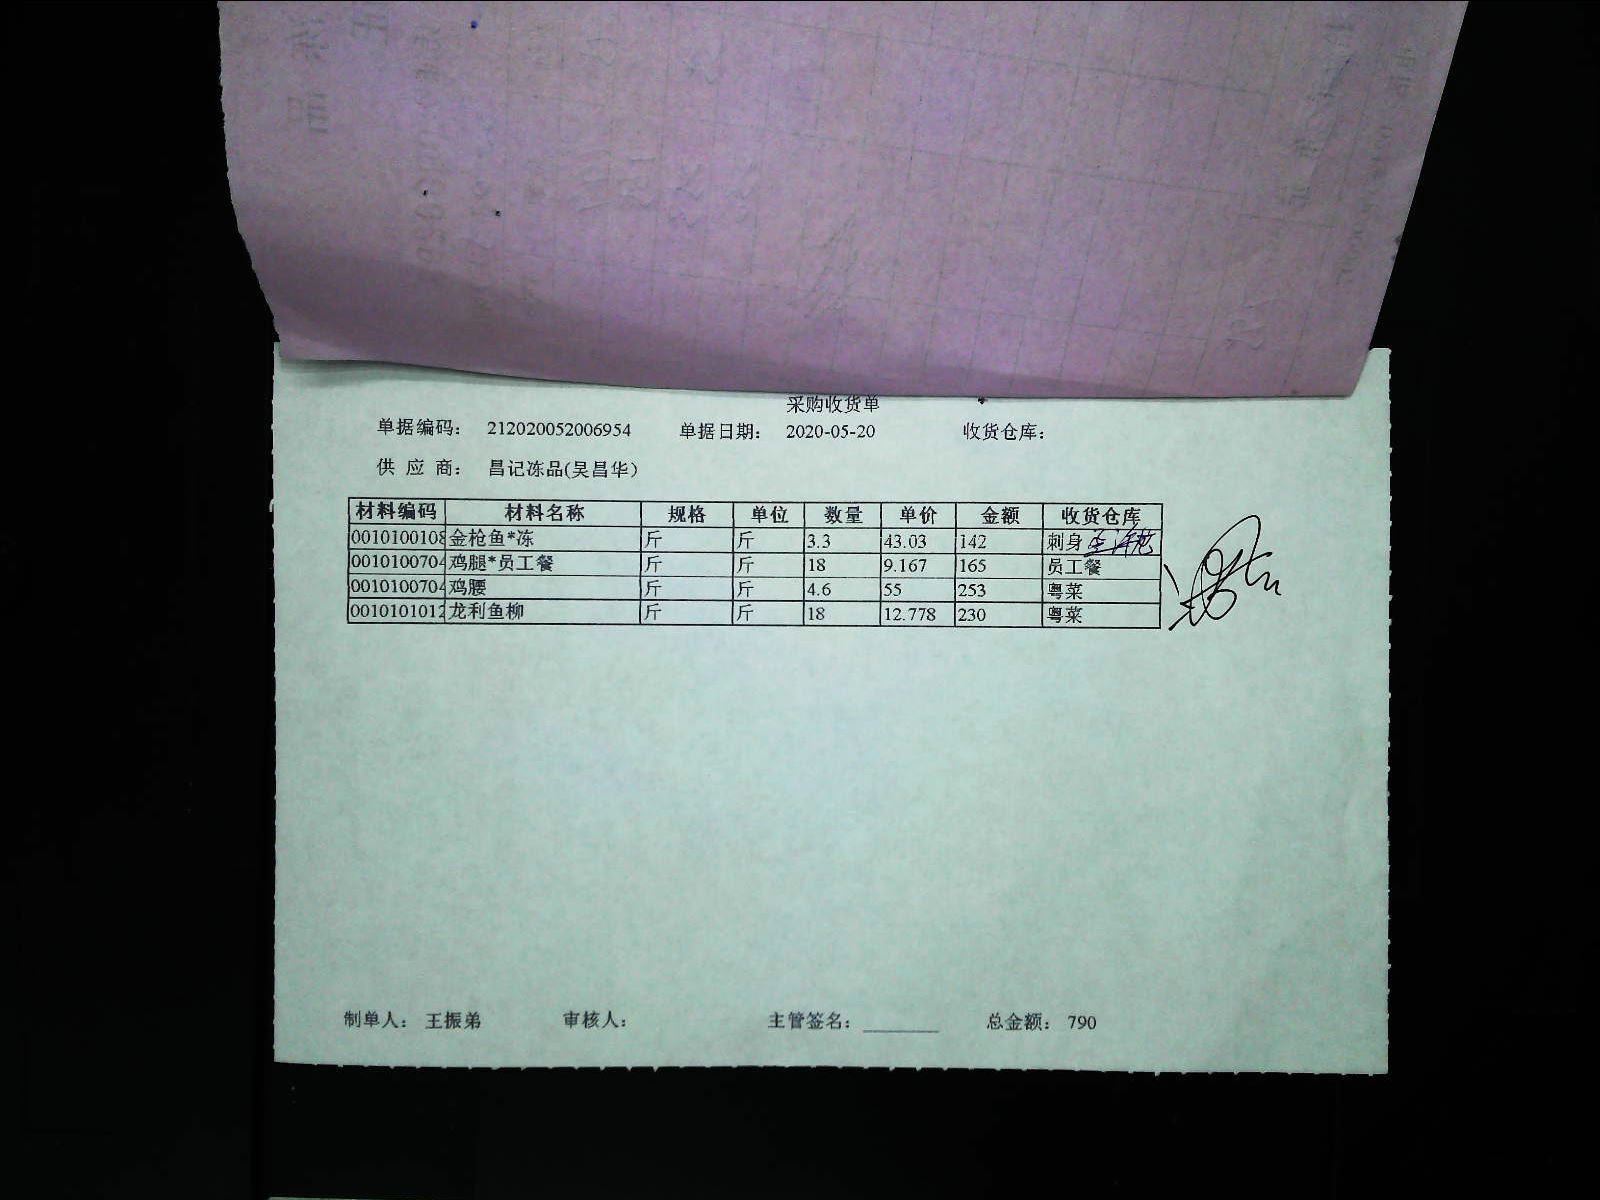 采购收货单
单据编码： 212020052006954 单据日期： 2020-05-20 收货仓库：
供 应 商： 昌记冻品(吴昌华)
材料编码 材料名称 规格 单位 数量 单价 金额 收货仓库
0010100108 金枪鱼*冻 斤 斤 3.3 43.03 142 刺身
0010100704 鸡腿*员工餐 斤 斤 18 9.167 165 员工餐
0010100704 鸡腰 斤 斤 4.6 55 253 粤菜
0010101012 龙利鱼柳 斤 斤 18 12.778 230 粤菜
制单人： 王振弟 审核人： 主管签名： 总金额： 790